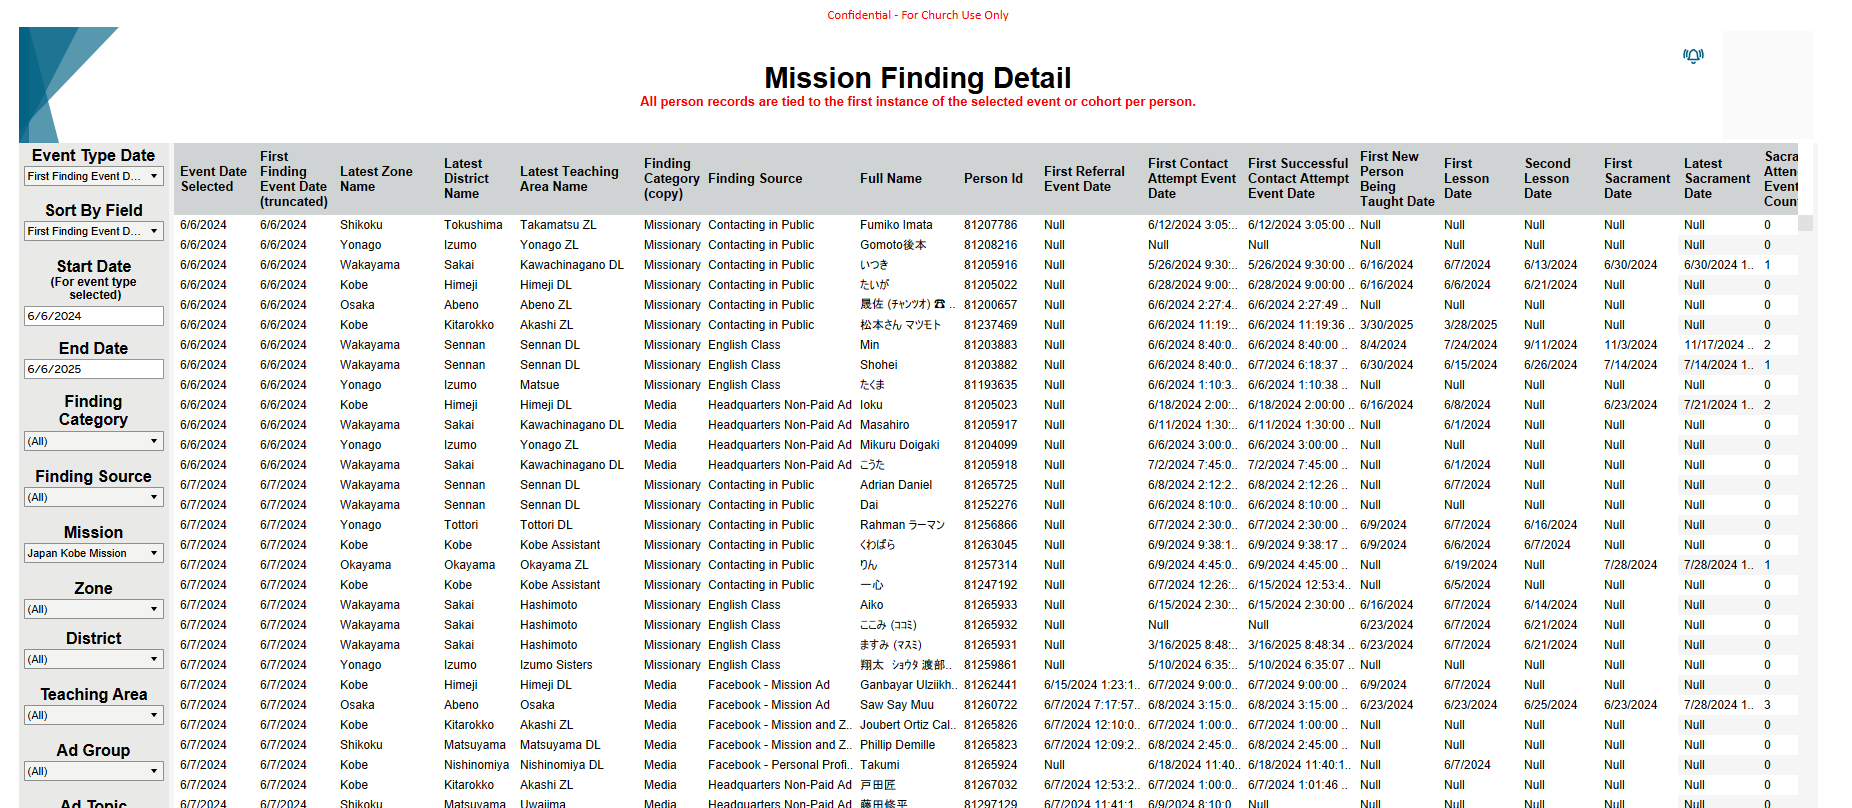 Confidential - For Church Use Only
Mission Finding Detail
All person records are tied to the first instance of the selected event or cohort per person.
Event Type Date
First Finding Event D...
Sort By Field
First Finding Event D...
Start Date
(For event type
selected)
6/6/2024
End Date
6/6/2025
Finding
Category
(All)
Finding Source
(All)
Mission
Japan Kobe Mission
Zone
(All)
District
(All)
Teaching Area
(All)
Ad Group
(All)
Ad Topic
Event Date Selected First Finding Event Date (truncated) Latest Zone Name Latest District Name Latest Teaching Area Name Finding Category (copy) Finding Source Full Name Person Id First Referral Event Date First Contact Attempt Event Date First Successful Contact Attempt Event Date First New Person Being Taught Date First Lesson Date Second Lesson Date First Sacrament Date Latest Sacrament Date Sacra Atten Event Coun
6/6/2024 6/6/2024 Shikoku Tokushima Takamatsu ZL Missionary Contacting in Public Fumiko Imata 81207786 Null 6/12/2024 3:05:.. 6/12/2024 3:05:00 .. Null Null Null Null Null 0
6/6/2024 6/6/2024 Yonago Izumo Yonago ZL Missionary Contacting in Public Gomoto後本 81208216 Null Null Null Null Null Null Null Null 0
6/6/2024 6/6/2024 Wakayama Sakai Kawachinagano DL Missionary Contacting in Public いつき 81205916 Null 5/26/2024 9:30:.. 5/26/2024 9:30:00 .. 6/16/2024 6/7/2024 6/13/2024 6/30/2024 6/30/2024 1.. 1
6/6/2024 6/6/2024 Kobe Himeji Himeji DL Missionary Contacting in Public たいが 81205022 Null 6/28/2024 9:00:.. 6/28/2024 9:00:00 .. 6/16/2024 6/6/2024 6/21/2024 Null Null 0
6/6/2024 6/6/2024 Osaka Abeno Abeno ZL Missionary Contacting in Public 晟佐 (ﾁｬﾝﾂｵ) ☎ .. 81200657 Null 6/6/2024 2:27:4.. 6/6/2024 2:27:49 .. Null Null Null Null Null 0
6/6/2024 6/6/2024 Kobe Kitarokko Akashi ZL Missionary Contacting in Public 松本さん マツモト 81237469 Null 6/6/2024 11:19:.. 6/6/2024 11:19:36 .. 3/30/2025 3/28/2025 Null Null Null 0
6/6/2024 6/6/2024 Wakayama Sennan Sennan DL Missionary English Class Min 81203883 Null 6/6/2024 8:40:0.. 6/6/2024 8:40:00 .. 8/4/2024 7/24/2024 9/11/2024 11/3/2024 11/17/2024 .. 2
6/6/2024 6/6/2024 Wakayama Sennan Sennan DL Missionary English Class Shohei 81203882 Null 6/6/2024 8:40:0.. 6/7/2024 6:18:37 .. 6/30/2024 6/15/2024 6/26/2024 7/14/2024 7/14/2024 1.. 1
6/6/2024 6/6/2024 Yonago Izumo Matsue Missionary English Class たくま 81193635 Null 6/6/2024 1:10:3.. 6/6/2024 1:10:38 .. Null Null Null Null Null 0
6/6/2024 6/6/2024 Kobe Himeji Himeji DL Media Headquarters Non-Paid Ad Ioku 81205023 Null 6/18/2024 2:00:.. 6/18/2024 2:00:00 .. 6/16/2024 6/8/2024 Null 6/23/2024 7/21/2024 1.. 2
6/6/2024 6/6/2024 Wakayama Sakai Kawachinagano DL Media Headquarters Non-Paid Ad Masahiro 81205917 Null 6/11/2024 1:30:.. 6/11/2024 1:30:00 .. Null 6/1/2024 Null Null Null 0
6/6/2024 6/6/2024 Yonago Izumo Yonago ZL Media Headquarters Non-Paid Ad Mikuru Doigaki 81204099 Null 6/6/2024 3:00:0.. 6/6/2024 3:00:00 .. Null Null Null Null Null 0
6/6/2024 6/6/2024 Wakayama Sakai Kawachinagano DL Media Headquarters Non-Paid Ad こうた 81205918 Null 7/2/2024 7:45:0.. 7/2/2024 7:45:00 .. Null 6/1/2024 Null Null Null 0
6/7/2024 6/7/2024 Wakayama Sennan Sennan DL Missionary Contacting in Public Adrian Daniel 81265725 Null 6/8/2024 2:12:2.. 6/8/2024 2:12:26 .. Null 6/7/2024 Null Null Null 0
6/7/2024 6/7/2024 Wakayama Sennan Sennan DL Missionary Contacting in Public Dai 81252276 Null 6/6/2024 8:10:0.. 6/6/2024 8:10:00 .. Null Null Null Null Null 0
6/7/2024 6/7/2024 Yonago Tottori Tottori DL Missionary Contacting in Public Rahman ラーマン 81256866 Null 6/7/2024 2:30:0.. 6/7/2024 2:30:00 .. 6/9/2024 6/7/2024 6/16/2024 Null Null 0
6/7/2024 6/7/2024 Kobe Kobe Kobe Assistant Missionary Contacting in Public くわばら 81263045 Null 6/9/2024 9:38:1.. 6/9/2024 9:38:17 .. 6/9/2024 6/6/2024 6/7/2024 Null Null 0
6/7/2024 6/7/2024 Okayama Okayama Okayama ZL Missionary Contacting in Public りん 81257314 Null 6/9/2024 4:45:0.. 6/9/2024 4:45:00 .. Null 6/19/2024 Null 7/28/2024 7/28/2024 1.. 1
6/7/2024 6/7/2024 Kobe Kobe Kobe Assistant Missionary Contacting in Public 一心 81247192 Null 6/7/2024 12:26:.. 6/15/2024 12:53:4.. Null 6/5/2024 Null Null Null 0
6/7/2024 6/7/2024 Wakayama Sakai Hashimoto Missionary English Class Aiko 81265933 Null 6/15/2024 2:30:.. 6/15/2024 2:30:00 .. 6/16/2024 6/7/2024 6/14/2024 Null Null 0
6/7/2024 6/7/2024 Wakayama Sakai Hashimoto Missionary English Class ここみ (ｺｺﾐ) 81265932 Null Null Null 6/23/2024 6/7/2024 6/21/2024 Null Null 0
6/7/2024 6/7/2024 Wakayama Sakai Hashimoto Missionary English Class ますみ (ﾏｽﾐ) 81265931 Null 3/16/2025 8:48:.. 3/16/2025 8:48:34 .. 6/23/2024 6/7/2024 6/21/2024 Null Null 0
6/7/2024 6/7/2024 Yonago Izumo Izumo Sisters Missionary English Class 翔太 ｼｮｳﾀ 渡部.. 81259861 Null 5/10/2024 6:35:.. 5/10/2024 6:35:07 .. Null Null Null Null Null 0
6/7/2024 6/7/2024 Kobe Himeji Himeji DL Media Facebook - Mission Ad Ganbayar Ulziikh.. 81262441 6/15/2024 1:23:1.. 6/7/2024 9:00:0.. 6/7/2024 9:00:00 .. 6/9/2024 6/7/2024 Null Null Null 0
6/7/2024 6/7/2024 Osaka Abeno Osaka Media Facebook - Mission Ad Saw Say Muu 81260722 6/7/2024 7:17:57.. 6/8/2024 3:15:0.. 6/8/2024 3:15:00 .. 6/23/2024 6/23/2024 6/25/2024 6/23/2024 7/28/2024 1.. 3
6/7/2024 6/7/2024 Kobe Kitarokko Akashi ZL Media Facebook - Mission and Z.. Joubert Ortiz Cal.. 81265826 6/7/2024 12:10:0.. 6/7/2024 1:00:0.. 6/7/2024 1:00:00 .. Null Null Null Null Null 0
6/7/2024 6/7/2024 Shikoku Matsuyama Matsuyama DL Media Facebook - Mission and Z.. Phillip Demille 81265823 6/7/2024 12:09:2.. 6/8/2024 2:45:0.. 6/8/2024 2:45:00 .. Null Null Null Null Null 0
6/7/2024 6/7/2024 Kobe Nishinomiya Nishinomiya DL Media Facebook - Personal Profi.. Takumi 81265924 Null 6/18/2024 11:40.. 6/18/2024 11:40:1.. Null 6/7/2024 Null Null Null 0
6/7/2024 6/7/2024 Kobe Kitarokko Akashi ZL Media Headquarters Non-Paid Ad 戸田匠 81267032 6/7/2024 12:53:2.. 6/7/2024 1:00:0.. 6/7/2024 1:01:46 .. Null Null Null Null Null 0
6/7/2024 6/7/2024 Shikoku Matsuyama Uwajima Media Headquarters Non-Paid Ad 藤田修平 81297129 6/7/2024 11:41:1.. 6/9/2024 8:10:0.. Null Null Null Null Null Null 0